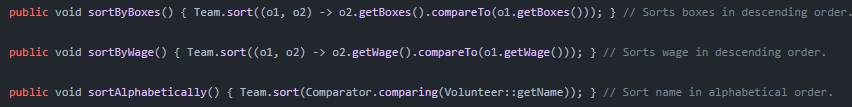 public void sortByBoxes() { Team.sort((o1, o2) -> o2.getBoxes().compareTo(o1.getBoxes())); } // Sorts boxes in descending order.
public void sortByWage() { Team.sort((o1, o2) -> o2.getWage().compareTo(o1.getWage())); } // Sorts wage in descending order.
public void sortAlphabetically() { Team.sort(Comparator.comparing(Volunteer::getName)); } // Sort name in alphabetical order.